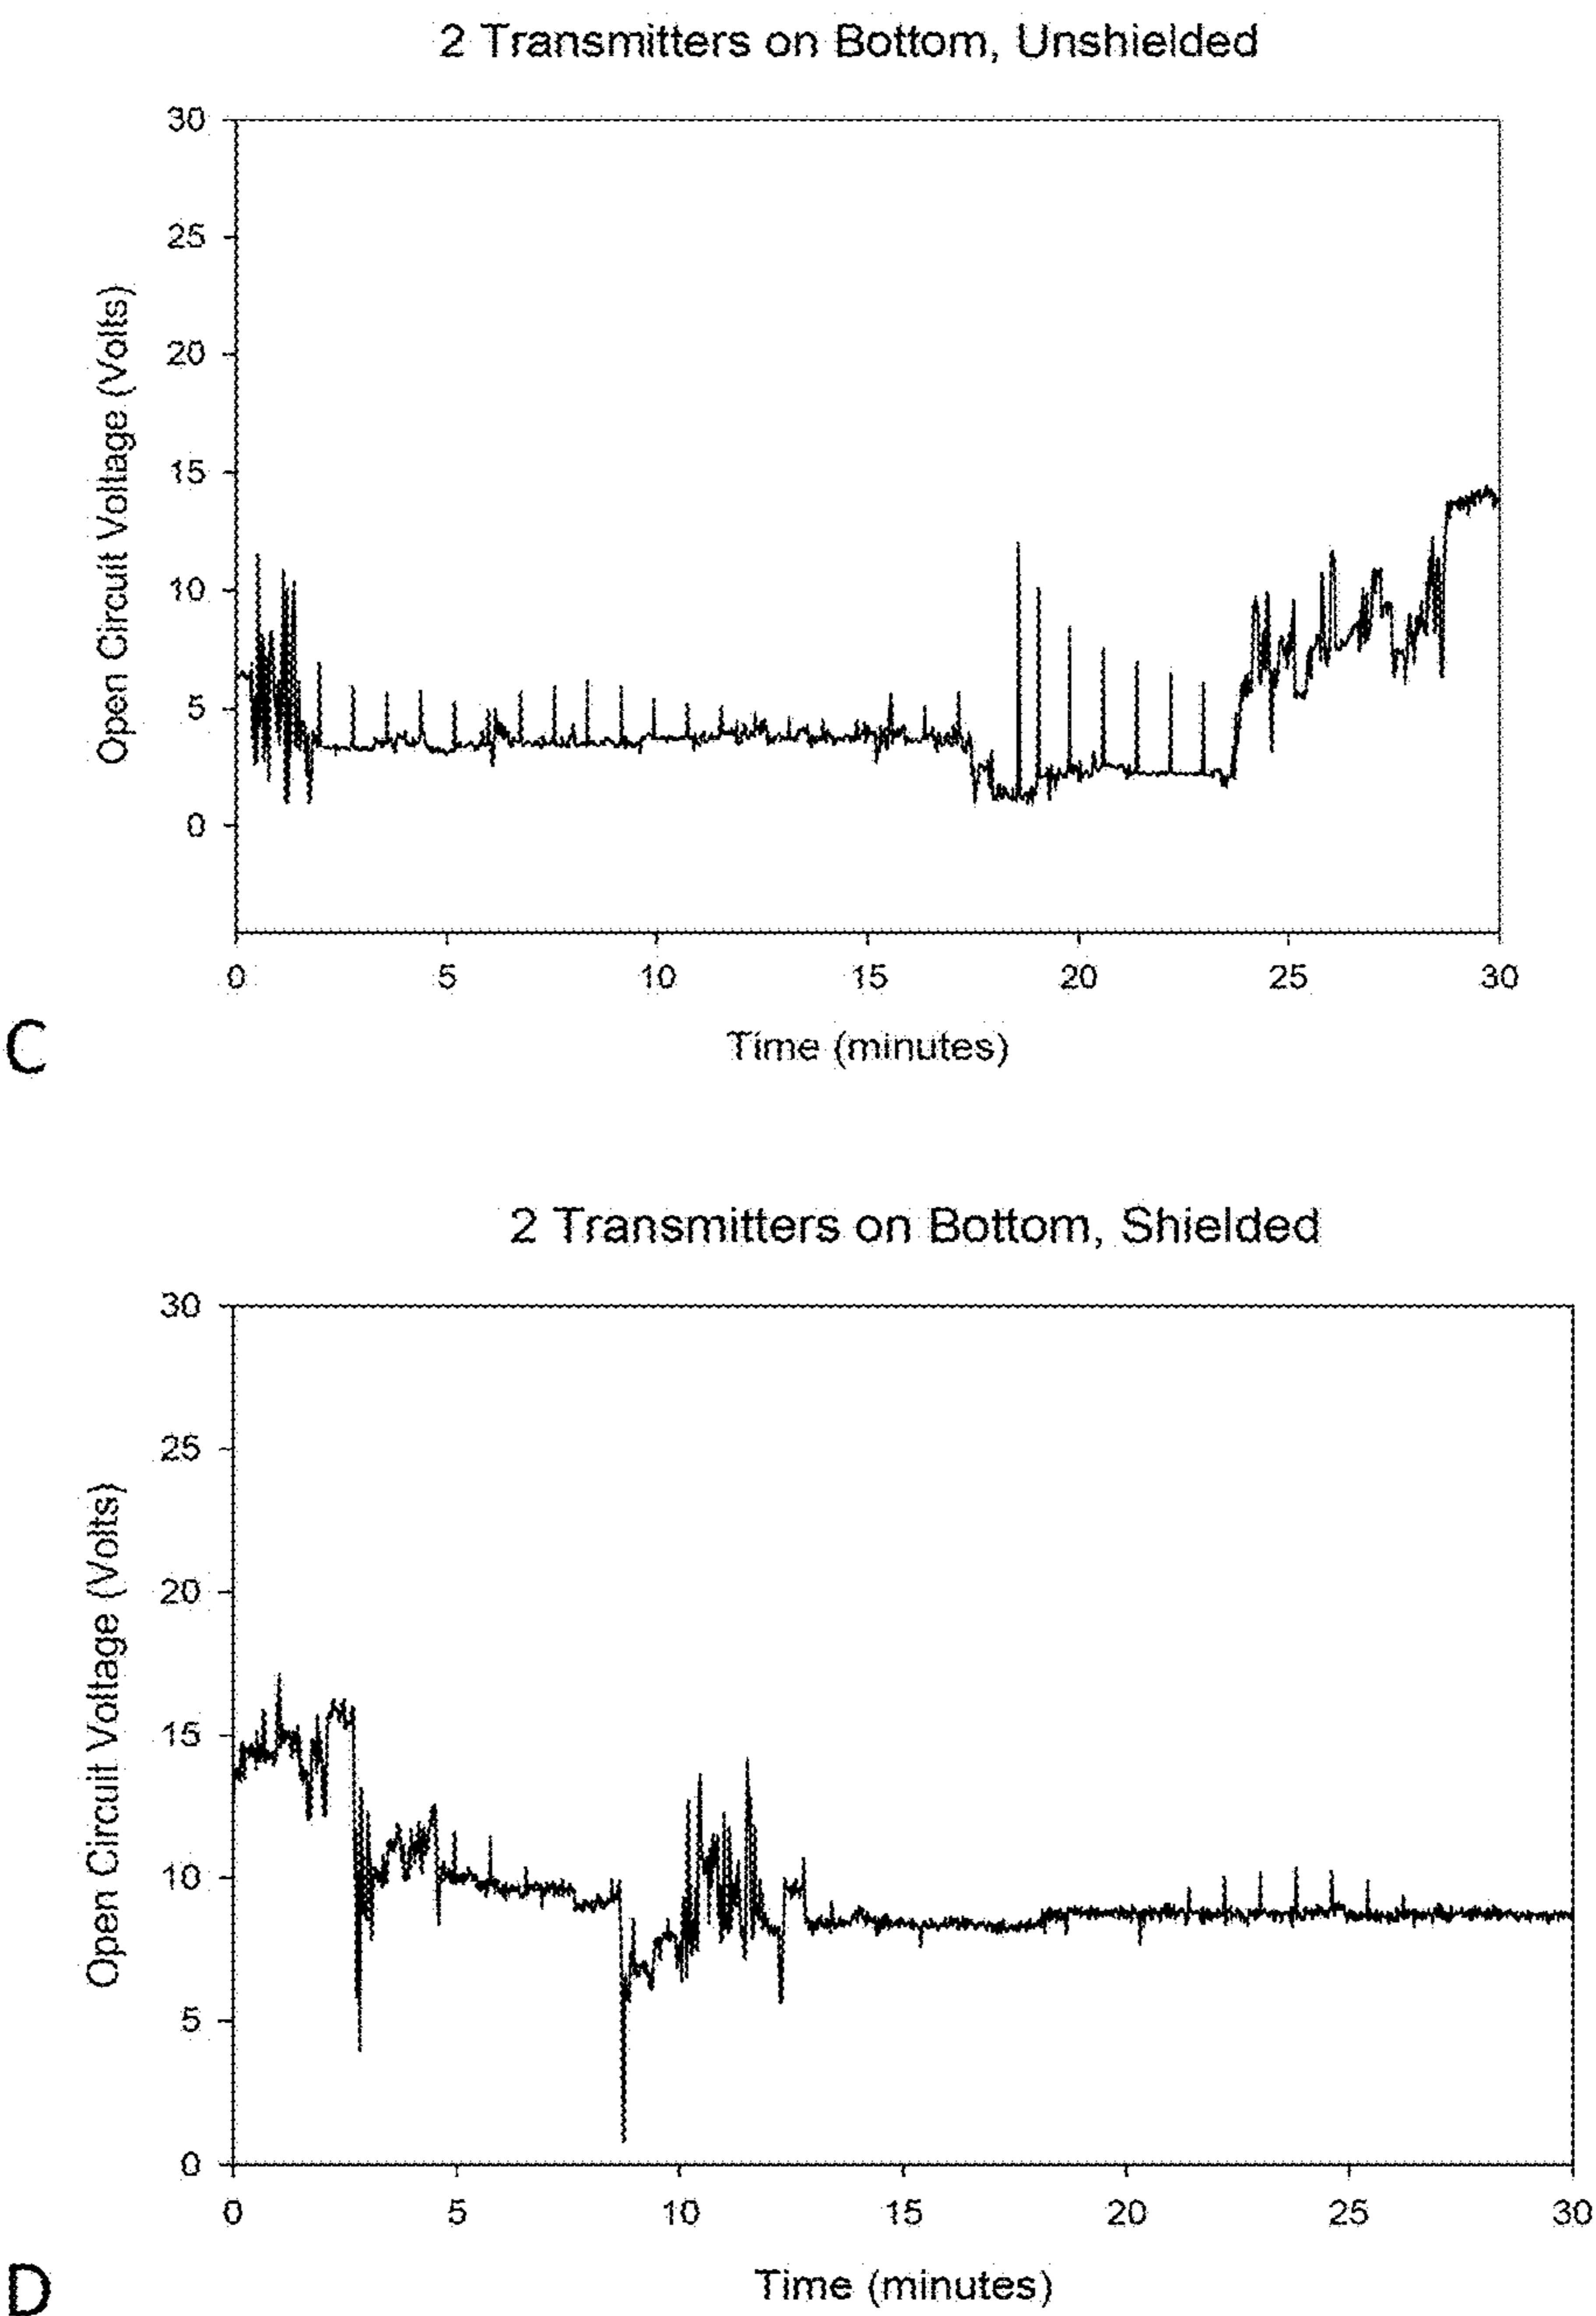 2 Transmitters on Bottom, Unshielded
30
25
20
15
10
5
0
Open Circuit Voltage (Volts)
0 5 10 15 20 25 30
Time (minutes)
C
2 Transmitters on Bottom, Shielded
30
25
20
15
10
5
0
Open Circuit Voltage (Volts)
0 5 10 15 20 25 30
Time (minutes)
D